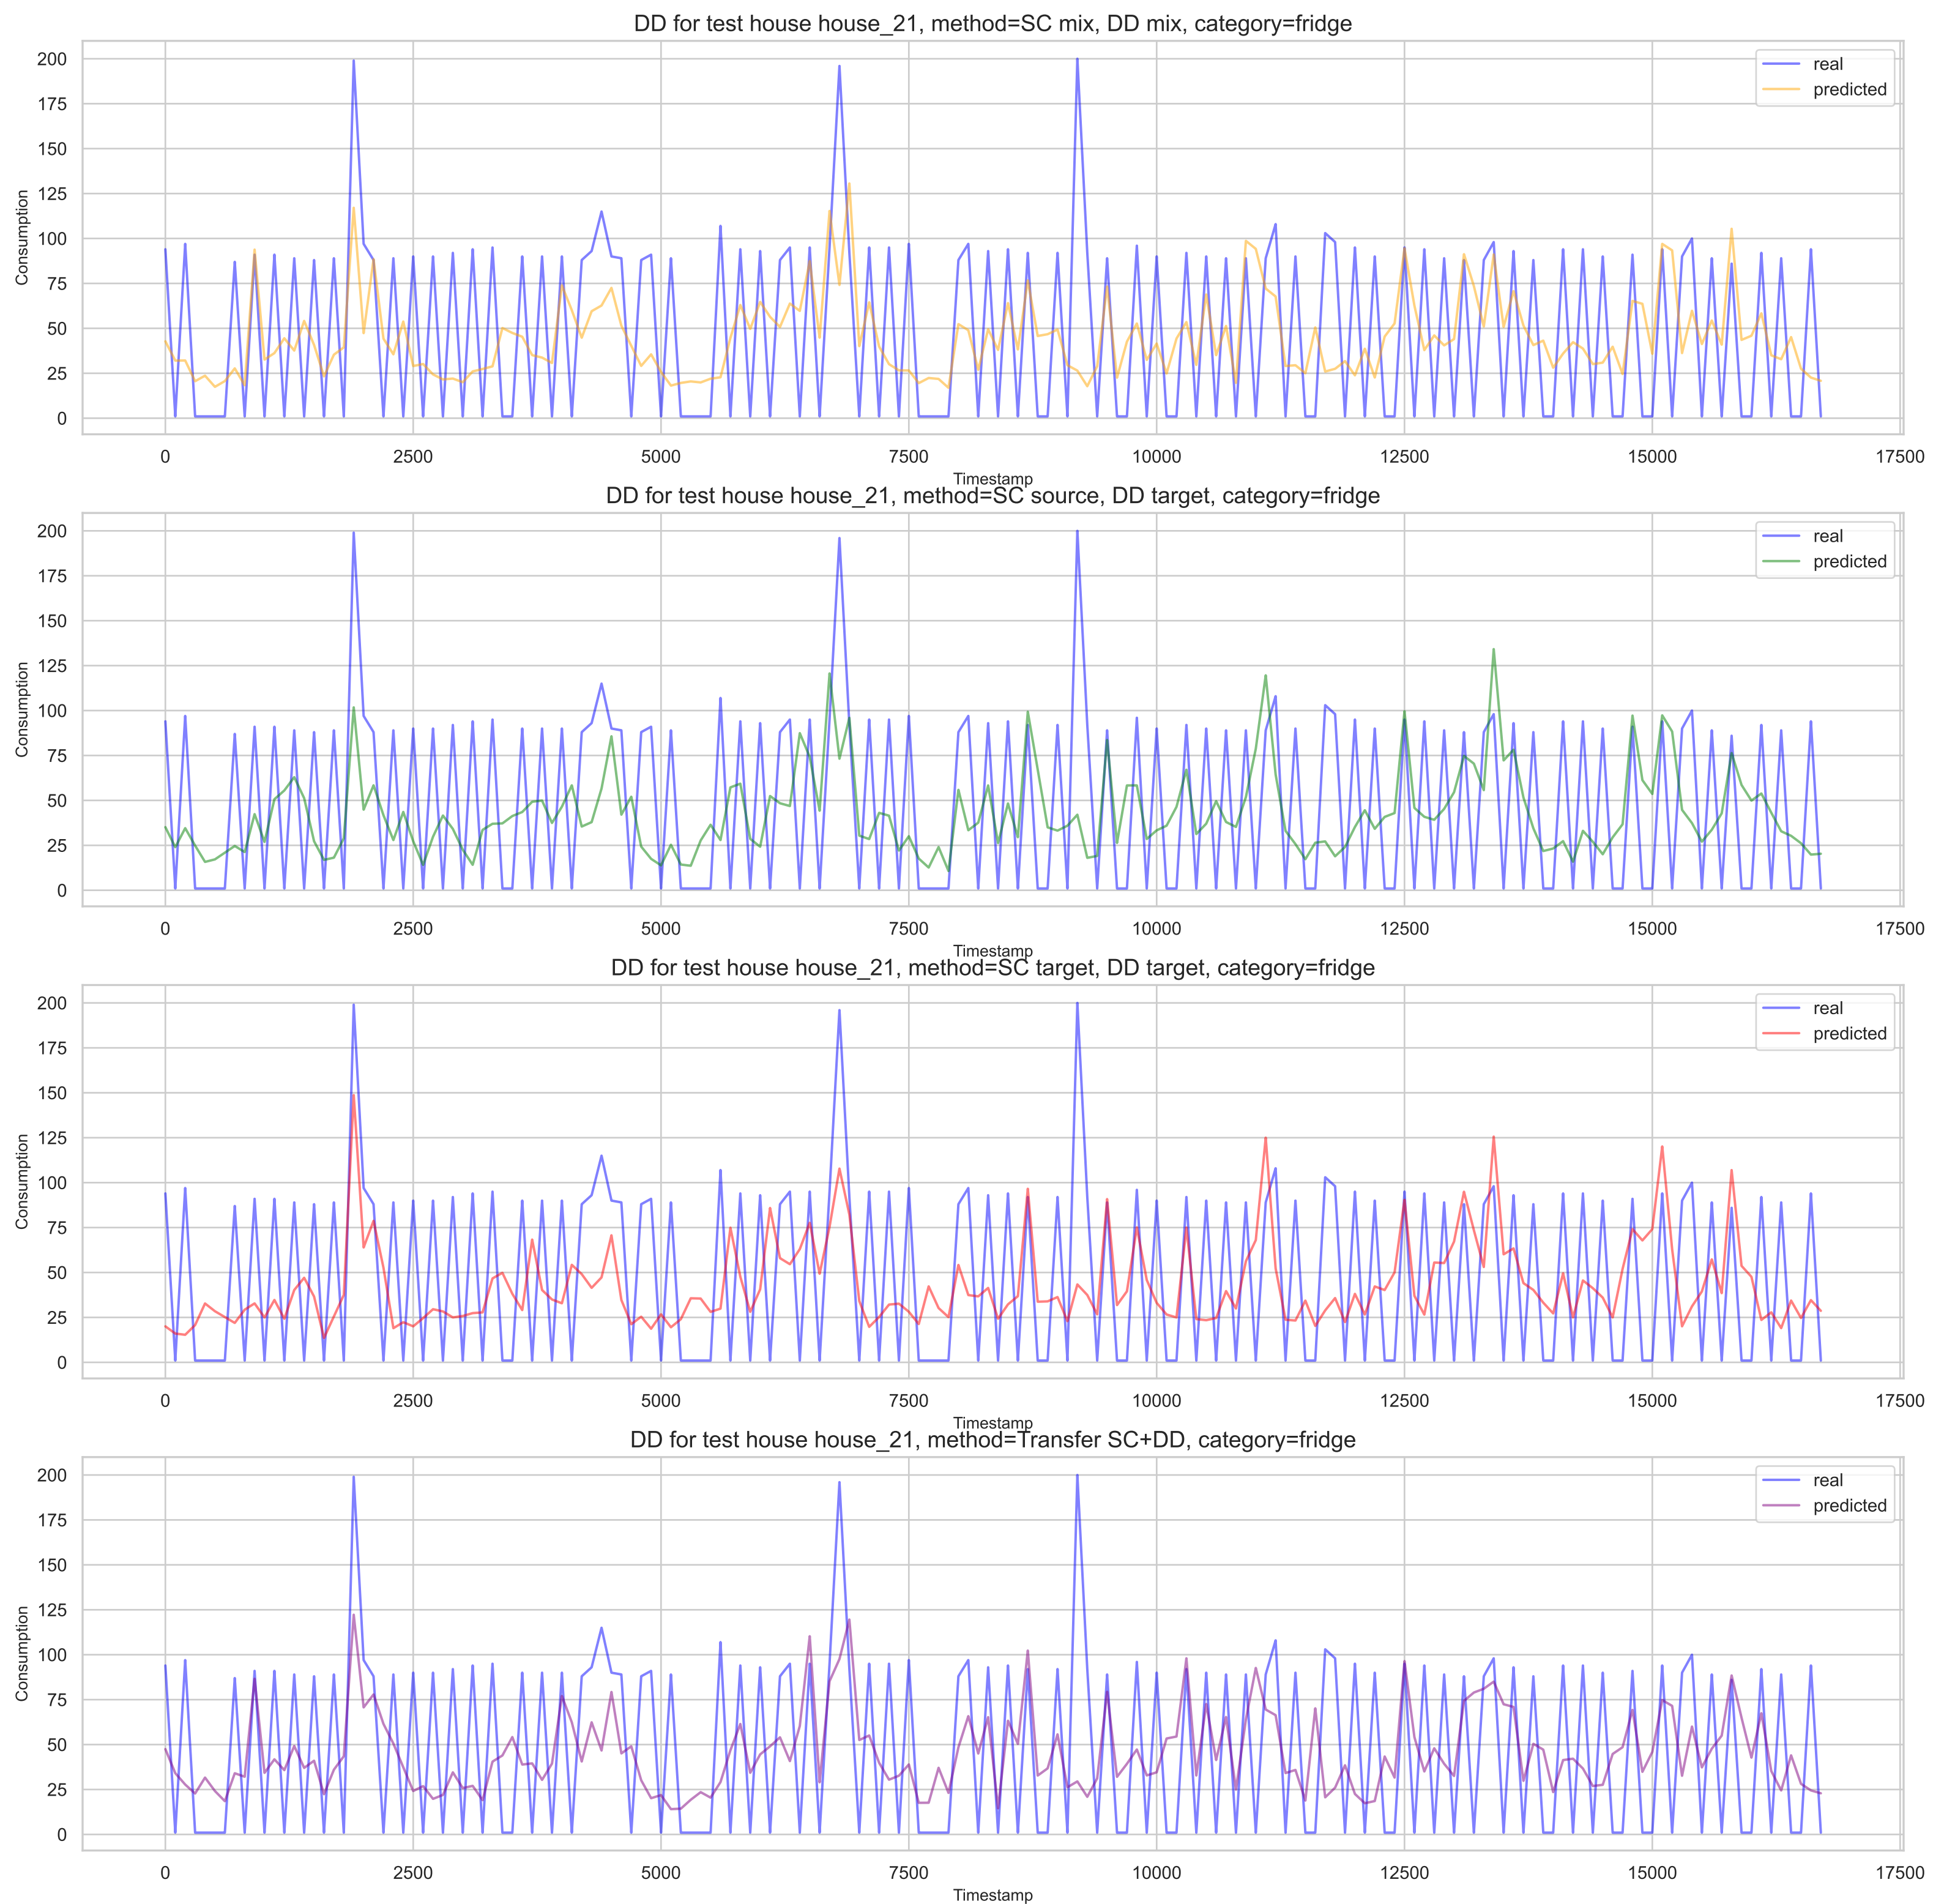 DD for test house house_21, method=SC mix, DD mix, category=fridge
200
175
150
125
100
75
50
25
0
Consumption
real
predicted
0 2500 5000 7500 10000 12500 15000 17500
Timestamp
DD for test house house_21, method=SC source, DD target, category=fridge
200
175
150
125
100
75
50
25
0
Consumption
real
predicted
0 2500 5000 7500 10000 12500 15000 17500
Timestamp
DD for test house house_21, method=SC target, DD target, category=fridge
200
175
150
125
100
75
50
25
0
Consumption
real
predicted
0 2500 5000 7500 10000 12500 15000 17500
Timestamp
DD for test house house_21, method=Transfer SC+DD, category=fridge
200
175
150
125
100
75
50
25
0
Consumption
real
predicted
0 2500 5000 7500 10000 12500 15000 17500
Timestamp